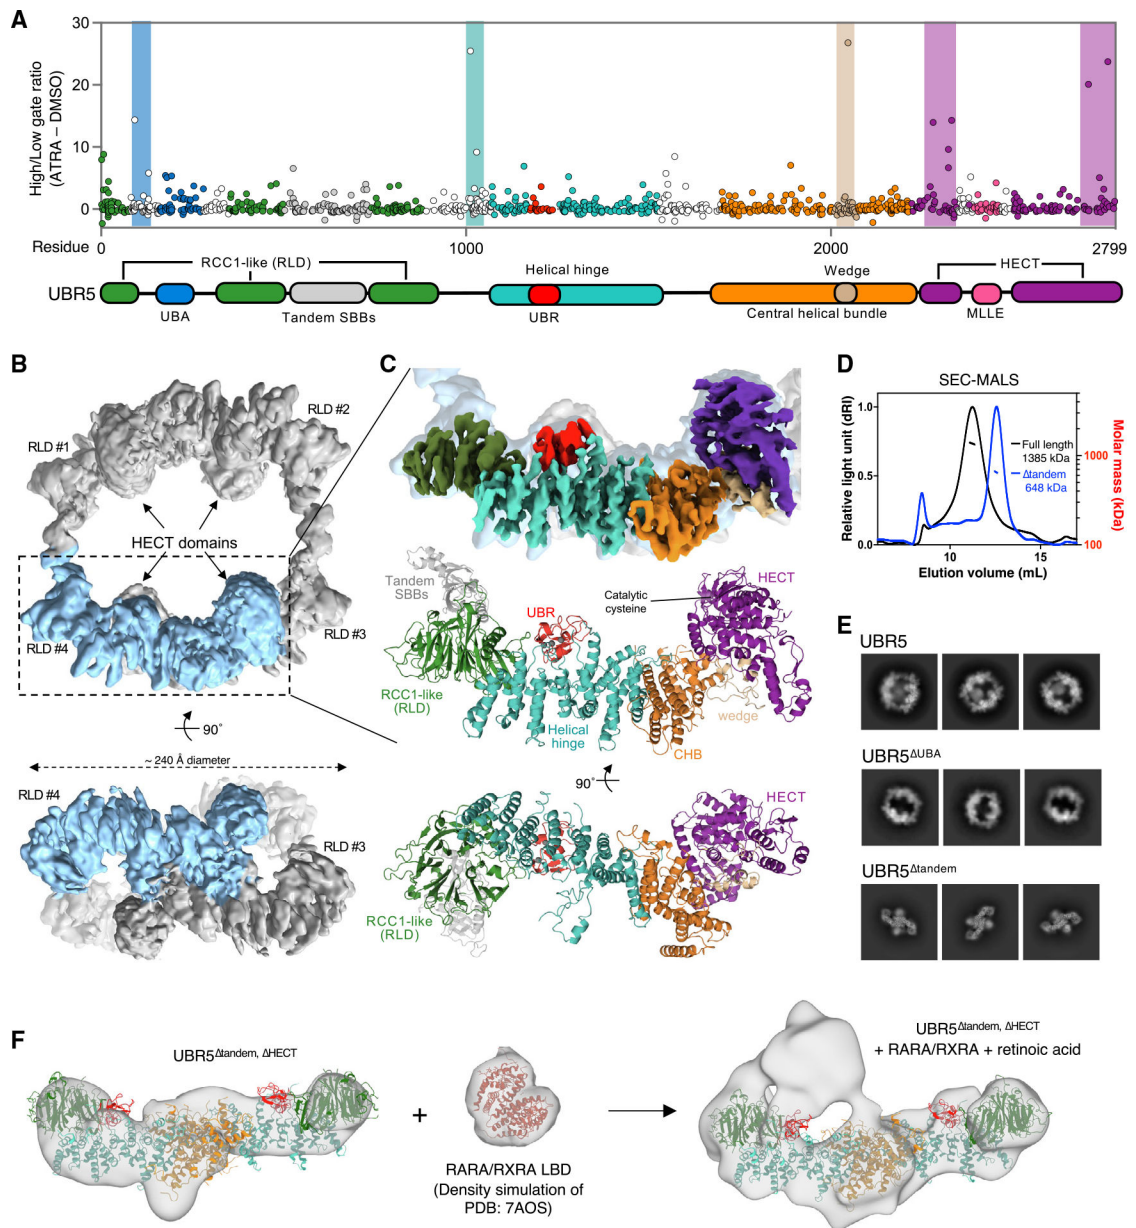 A
High/Low gate ratio
(ATRA – DMSO)
30
20
10
0
Residue
0
1000
2000
2799
RCC1-like (RLD)
Helical hinge
Wedge
HECT
UBR5
UBA
Tandem SBBs
UBR
Central helical bundle
MLLE
B
RLD #1
RLD #2
HECT domains
RLD #4
RLD #3
90°
~ 240 Å diameter
RLD #4
RLD #3
C
Tandem
SBBs
UBR
Catalytic
cysteine
HECT
RCC1-like
(RLD)
Helical
hinge
wedge
CHB
90°
HECT
RCC1-like
(RLD)
D
SEC-MALS
Relative light unit (dRI)
1.0
0.5
0.0
Full length
1385 kDa
Δtandem
648 kDa
1000
100
Molar mass (kDa)
10
15
Elution volume (mL)
E
UBR5
UBR5ΔUBA
UBR5Δtandem
F
UBR5Δtandem, ΔHECT
+
RARA/RXRA LBD
(Density simulation of
PDB: 7AOS)
UBR5Δtandem, ΔHECT
+ RARA/RXRA + retinoic acid